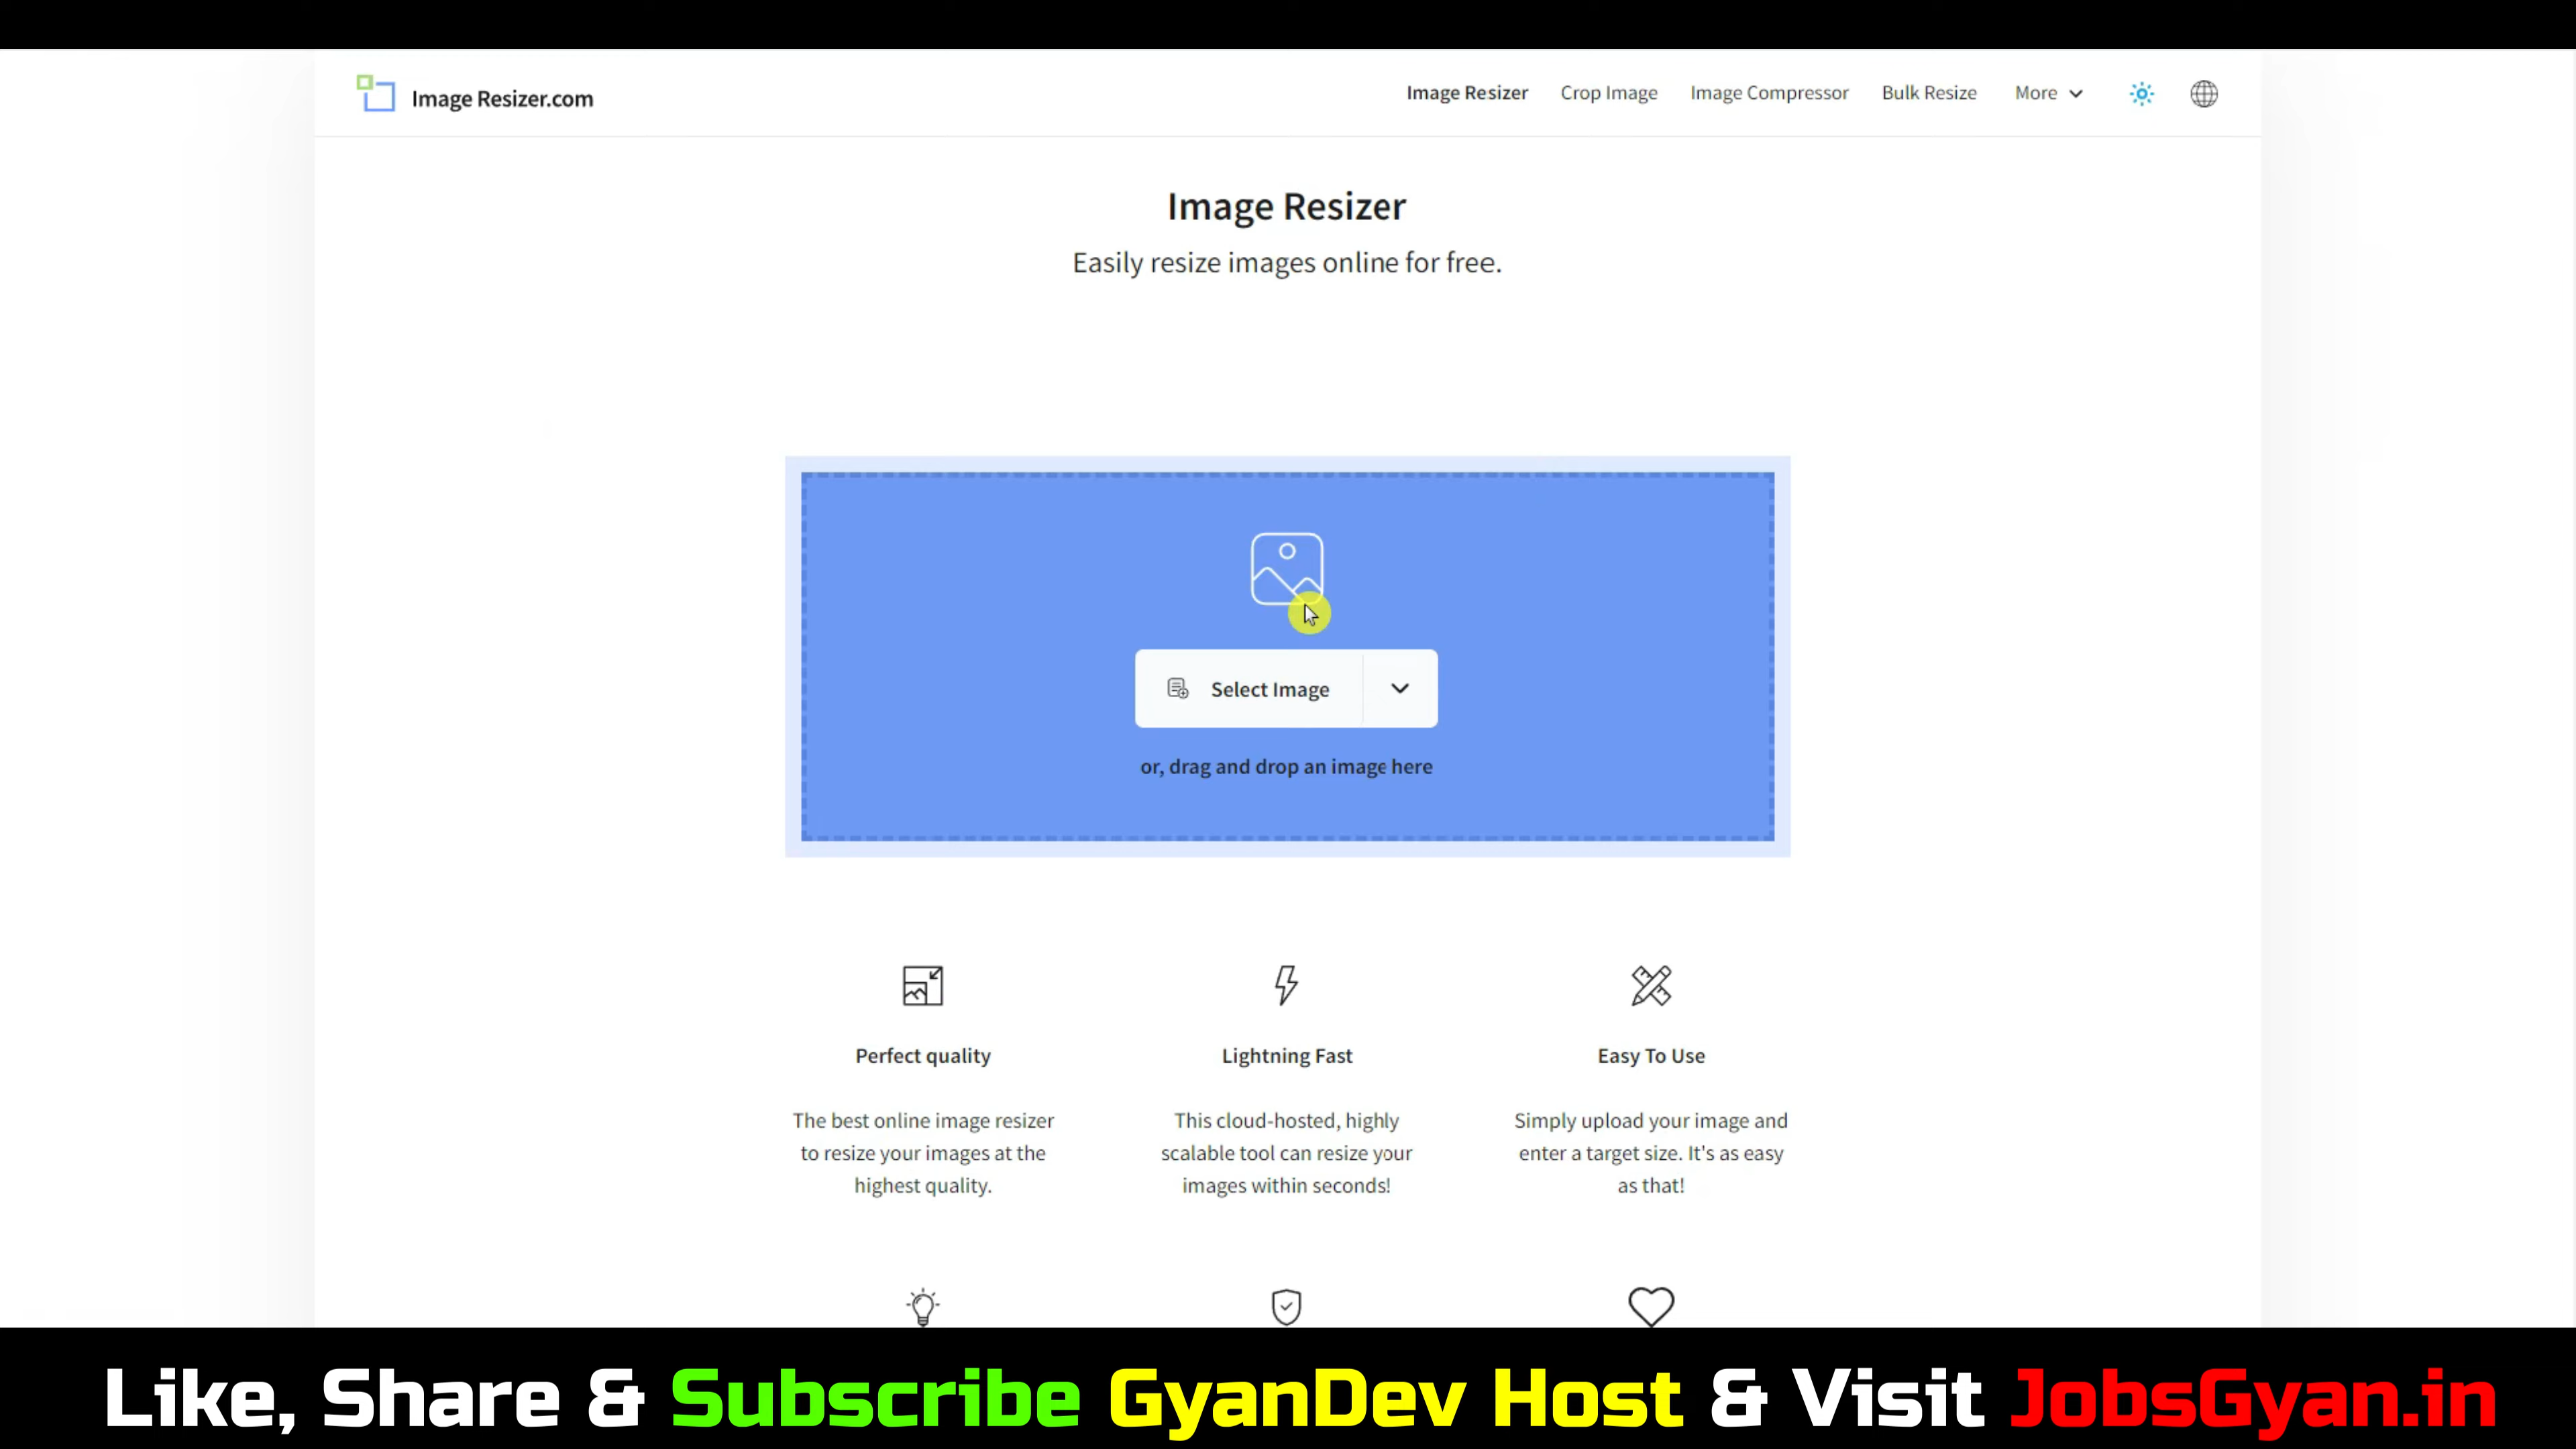 Image Resizer.com
Image Resizer Crop Image Image Compressor Bulk Resize More
Image Resizer
Easily resize images online for free.
Select Image
or, drag and drop an image here
Perfect quality
The best online image resizer
to resize your images at the
highest quality.
Lightning Fast
This cloud-hosted, highly
scalable tool can resize your
images within seconds!
Easy To Use
Simply upload your image and
enter a target size. It's as easy
as that!
Like, Share & Subscribe GyanDev Host & Visit JobsGyan.in